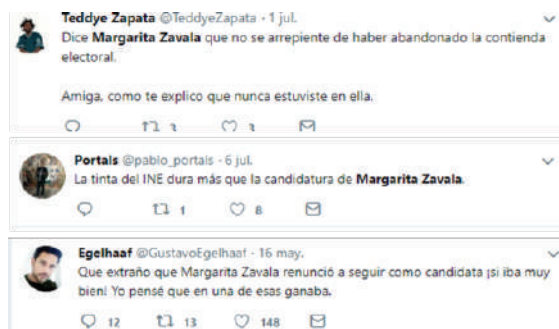 Teddye Zapata @TeddyeZapata · 1 jul.
Dice Margarita Zavala que no se arrepiente de haber abandonado la contienda
electoral.
Amiga, como te explico que nunca estuviste en ella.
3 3
Portals @pablo_portals · 6 jul.
La tinta del INE dura más que la candidatura de Margarita Zavala.
1 8
Egelhaaf @GustavoEgelhaaf · 16 may.
Que extraño que Margarita Zavala renunció a seguir como candidata ¡si iba muy
bien! Yo pensé que en una de esas ganaba.
12 13 148